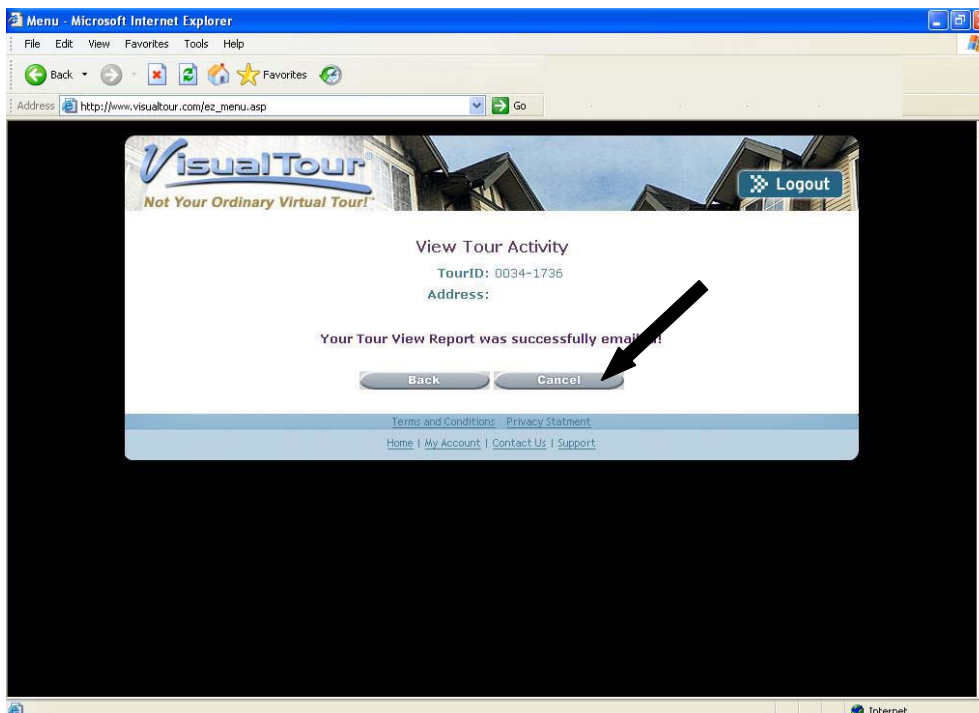 Menu - Microsoft Internet Explorer
File Edit View Favorites Tools Help
Back Favorites
Address http://www.visualtour.com/ez_menu.asp Go
VisualTour®
Not Your Ordinary Virtual Tour!
Logout
View Tour Activity
TourID: 0034-1736
Address:
Your Tour View Report was successfully
Back Cancel
Terms and Conditions Privacy Statment
Home | My Account | Contact Us | Support
Internet